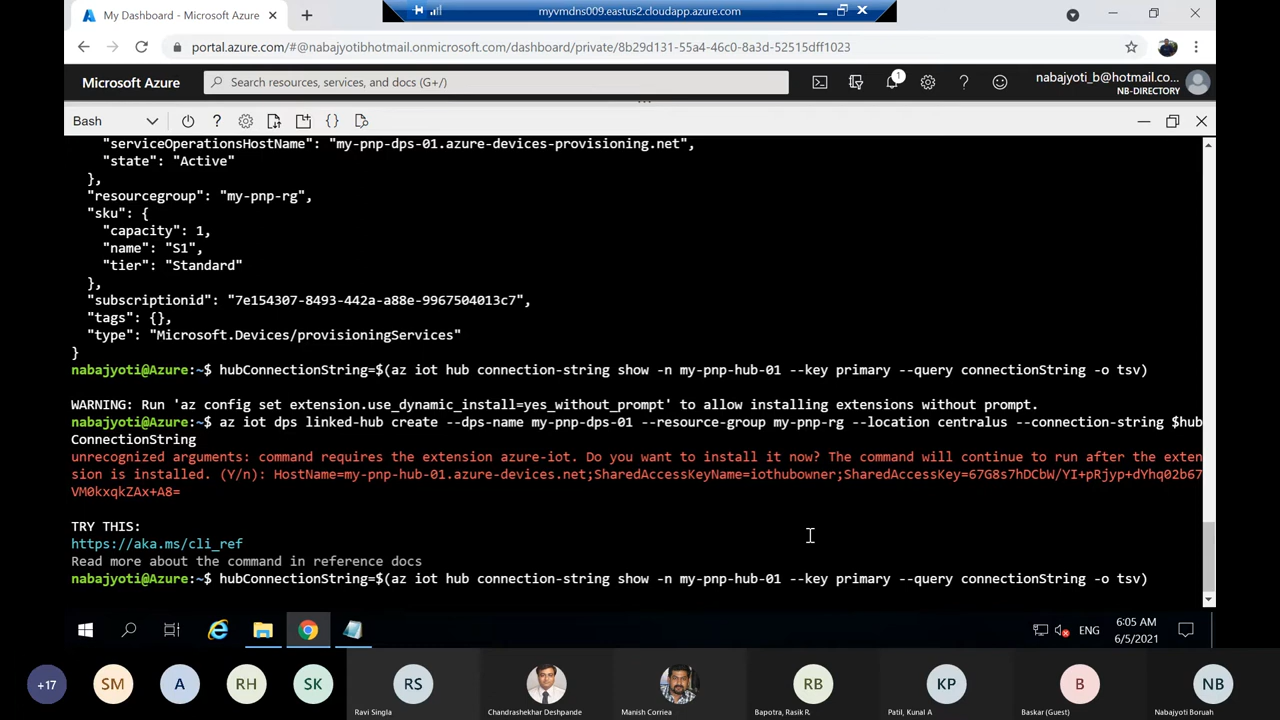 My Dashboard - Microsoft Azure
myvmdns009.eastus2.cloudapp.azure.com
portal.azure.com/#@nabajyotibhotmail.onmicrosoft.com/dashboard/private/8b29d131-55a4-46c0-8a3d-52515dff1023
Microsoft Azure
Search resources, services, and docs (G+/)
1
nabajyoti_b@hotmail.co...
NB-DIRECTORY
Bash
"serviceOperationsHostName": "my-pnp-dps-01.azure-devices-provisioning.net",
"state": "Active"
},
"resourcegroup": "my-pnp-rg",
"sku": {
"capacity": 1,
"name": "S1",
"tier": "Standard"
},
"subscriptionid": "7e154307-8493-442a-a88e-9967504013c7",
"tags": {},
"type": "Microsoft.Devices/provisioningServices"
}
nabajyoti@Azure:~$ hubConnectionString=$(az iot hub connection-string show -n my-pnp-hub-01 --key primary --query connectionString -o tsv)
WARNING: Run 'az config set extension.use_dynamic_install=yes_without_prompt' to allow installing extensions without prompt.
nabajyoti@Azure:~$ az iot dps linked-hub create --dps-name my-pnp-dps-01 --resource-group my-pnp-rg --location centralus --connection-string $hub
ConnectionString
unrecognized arguments: command requires the extension azure-iot. Do you want to install it now? The command will continue to run after the exten
sion is installed. (Y/n): HostName=my-pnp-hub-01.azure-devices.net;SharedAccessKeyName=iothubowner;SharedAccessKey=67G8s7hDCbW/YI+pRjyp+dYhq02b67
VM0kxqkZAx+A8=
TRY THIS:
https://aka.ms/cli_ref
Read more about the command in reference docs
nabajyoti@Azure:~$ hubConnectionString=$(az iot hub connection-string show -n my-pnp-hub-01 --key primary --query connectionString -o tsv)
ENG
6:05 AM
6/5/2021
+17
SM
A
RH
SK
RS
RB
KP
B
NB
Ravi Singla
Chandrashekhar Deshpande
Manish Corriea
Bapotra, Rasik R.
Patil, Kunal A
Baskar (Guest)
Nabajyoti Boruah